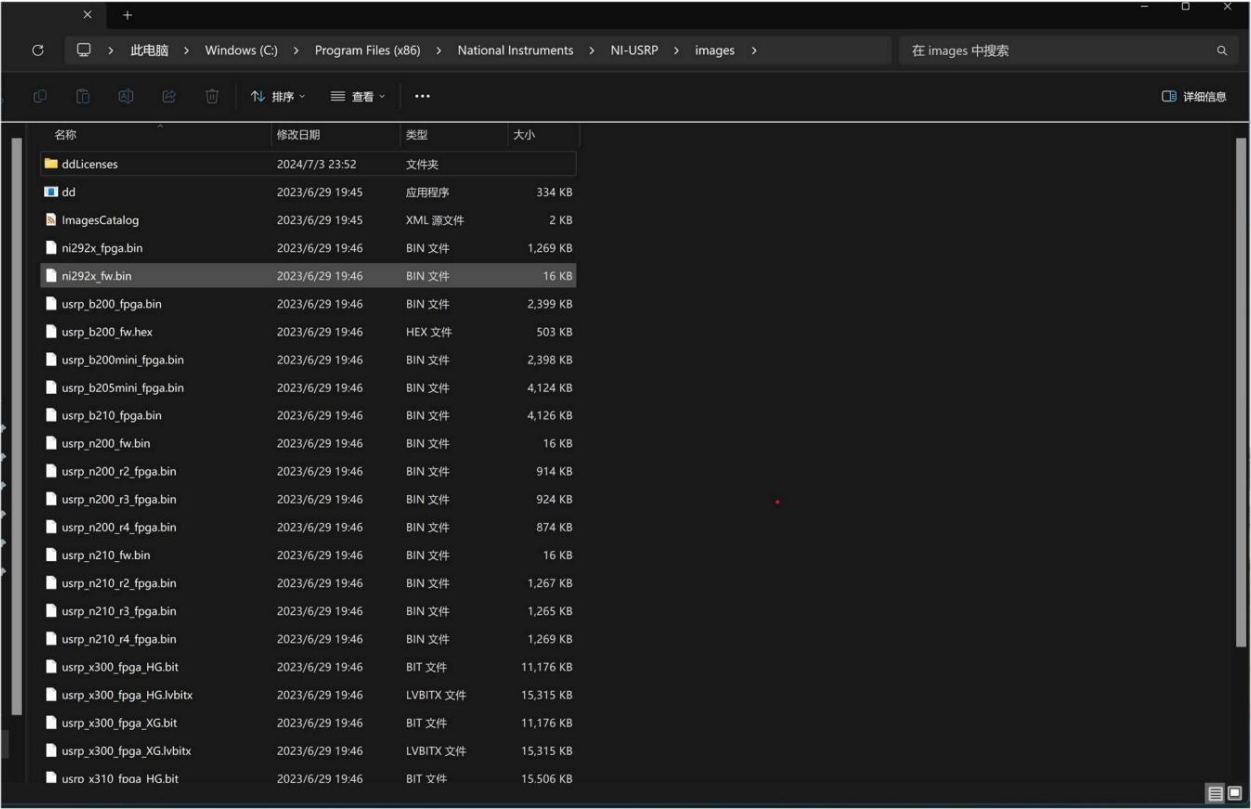 此电脑 > Windows (C:) > Program Files (x86) > National Instruments > NI-USRP > images > 在 images 中搜索
排序 查看 ··· 详细信息
名称 修改日期 类型 大小
ddLicenses 2024/7/3 23:52 文件夹
dd 2023/6/29 19:45 应用程序 334 KB
ImagesCatalog 2023/6/29 19:45 XML 源文件 2 KB
ni292x_fpga.bin 2023/6/29 19:46 BIN 文件 1,269 KB
ni292x_fw.bin 2023/6/29 19:46 BIN 文件 16 KB
usrp_b200_fpga.bin 2023/6/29 19:46 BIN 文件 2,399 KB
usrp_b200_fw.hex 2023/6/29 19:46 HEX 文件 503 KB
usrp_b200mini_fpga.bin 2023/6/29 19:46 BIN 文件 2,398 KB
usrp_b205mini_fpga.bin 2023/6/29 19:46 BIN 文件 4,124 KB
usrp_b210_fpga.bin 2023/6/29 19:46 BIN 文件 4,126 KB
usrp_n200_fw.bin 2023/6/29 19:46 BIN 文件 16 KB
usrp_n200_r2_fpga.bin 2023/6/29 19:46 BIN 文件 914 KB
usrp_n200_r3_fpga.bin 2023/6/29 19:46 BIN 文件 924 KB
usrp_n200_r4_fpga.bin 2023/6/29 19:46 BIN 文件 874 KB
usrp_n210_fw.bin 2023/6/29 19:46 BIN 文件 16 KB
usrp_n210_r2_fpga.bin 2023/6/29 19:46 BIN 文件 1,267 KB
usrp_n210_r3_fpga.bin 2023/6/29 19:46 BIN 文件 1,265 KB
usrp_n210_r4_fpga.bin 2023/6/29 19:46 BIN 文件 1,269 KB
usrp_x300_fpga_HG.bit 2023/6/29 19:46 BIT 文件 11,176 KB
usrp_x300_fpga_HG.lvbitx 2023/6/29 19:46 LVBITX 文件 15,315 KB
usrp_x300_fpga_XG.bit 2023/6/29 19:46 BIT 文件 11,176 KB
usrp_x300_fpga_XG.lvbitx 2023/6/29 19:46 LVBITX 文件 15,315 KB
usrp_x310_fpga_HG.bit 2023/6/29 19:46 BIT 文件 15,506 KB